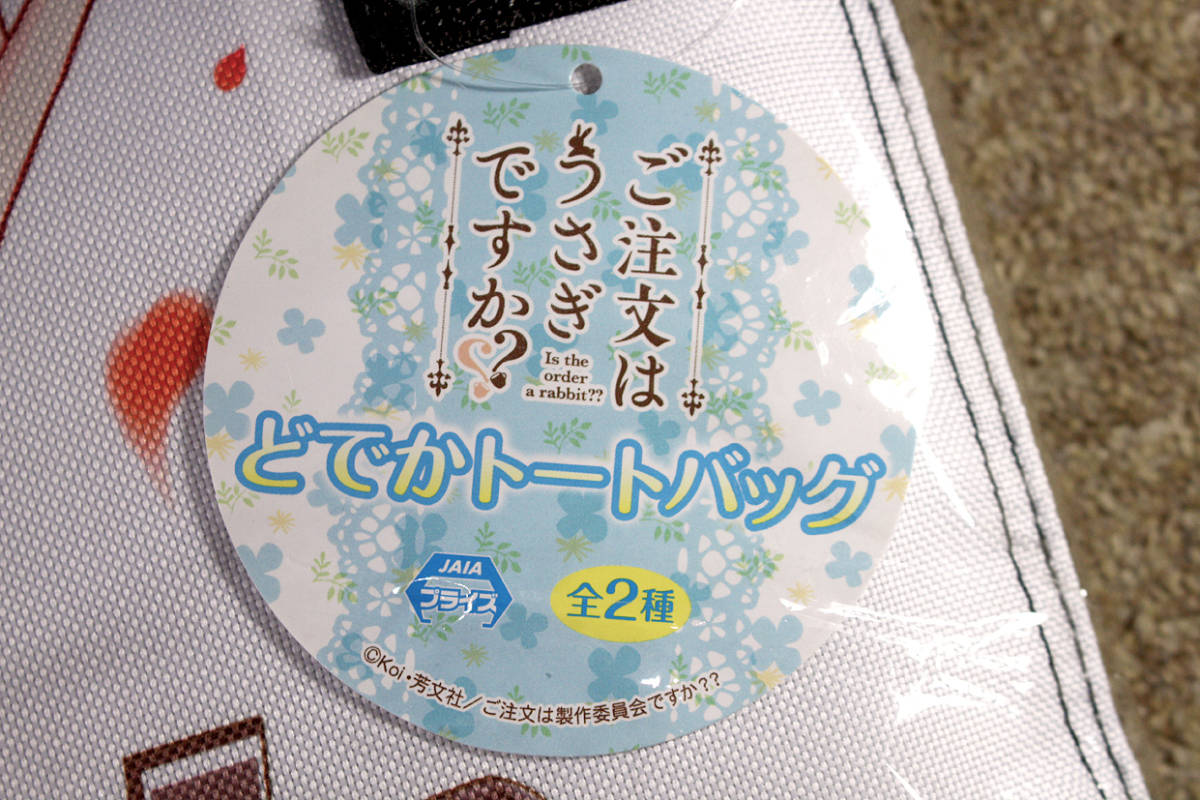 ご注文は
うさぎ
ですか??
Is the
order
a rabbit??
どでかトートバッグ
JAIA
プライズ
全2種
©Koi・芳文社/ご注文は製作委員会ですか??